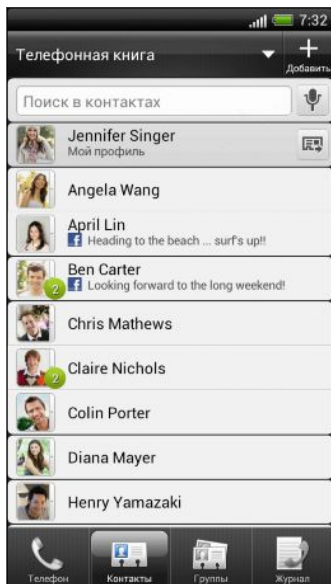 7:32
Телефонная книга
Добавить
Поиск в контактах
Jennifer Singer
Мой профиль
Angela Wang
April Lin
Heading to the beach ... surf's up!!
Ben Carter
2 Looking forward to the long weekend!
Chris Mathews
Claire Nichols
2
Colin Porter
Diana Mayer
Henry Yamazaki
Телефон Контакты Группы Журнал